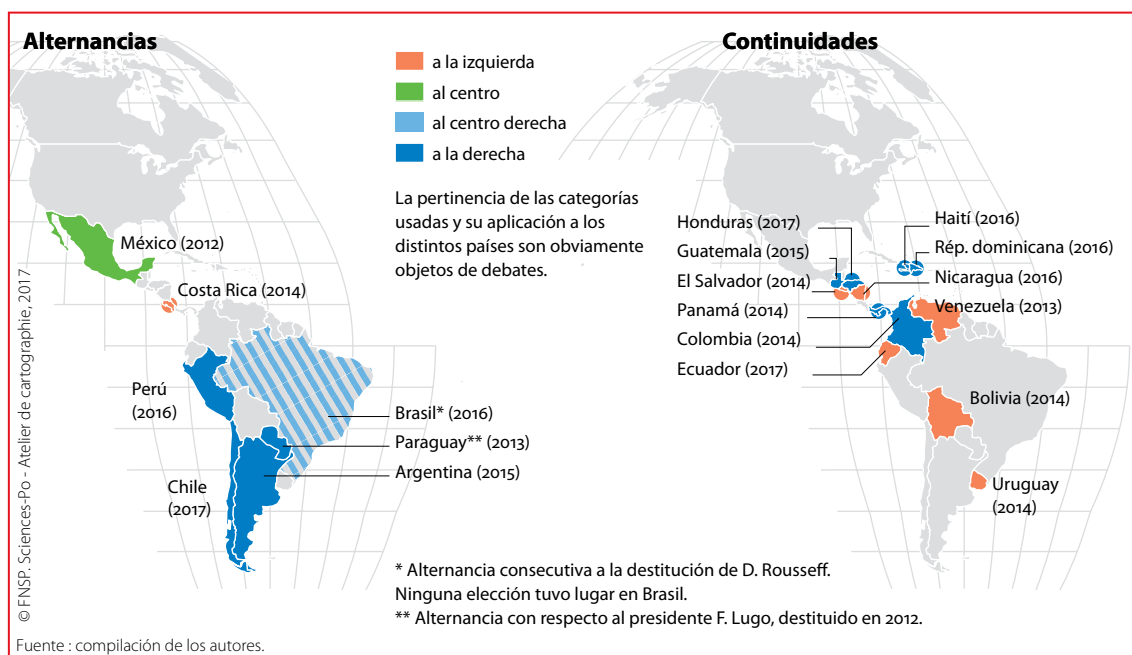 Alternancias
a la izquierda
al centro
al centro derecha
a la derecha
La pertinencia de las categorías
usadas y su aplicación a los
distintos países son obviamente
objetos de debates.
México (2012)
Costa Rica (2014)
Perú
(2016)
Brasil* (2016)
Paraguay** (2013)
Argentina (2015)
Chile
(2017)
Continuidades
Honduras (2017)
Guatemala (2015)
El Salvador (2014)
Panamá (2014)
Colombia (2014)
Ecuador (2017)
Haití (2016)
Rép. dominicana (2016)
Nicaragua (2016)
Venezuela (2013)
Bolivia (2014)
Uruguay
(2014)
* Alternancia consecutiva a la destitución de D. Rousseff.
Ninguna elección tuvo lugar en Brasil.
** Alternancia con respecto al presidente F. Lugo, destituido en 2012.
© FNSP. Sciences-Po - Atelier de cartographie, 2017
Fuente : compilación de los autores.